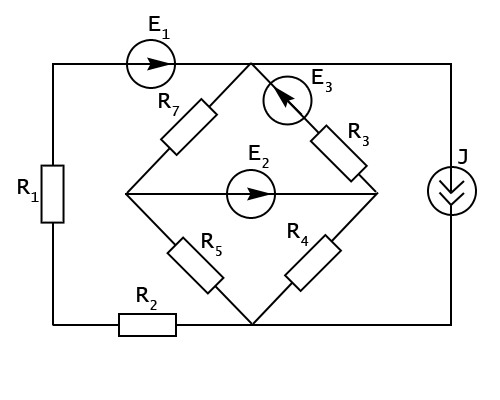 E₁
E₃
R₇
R₃
J
E₂
R₁
R₅
R₄
R₂